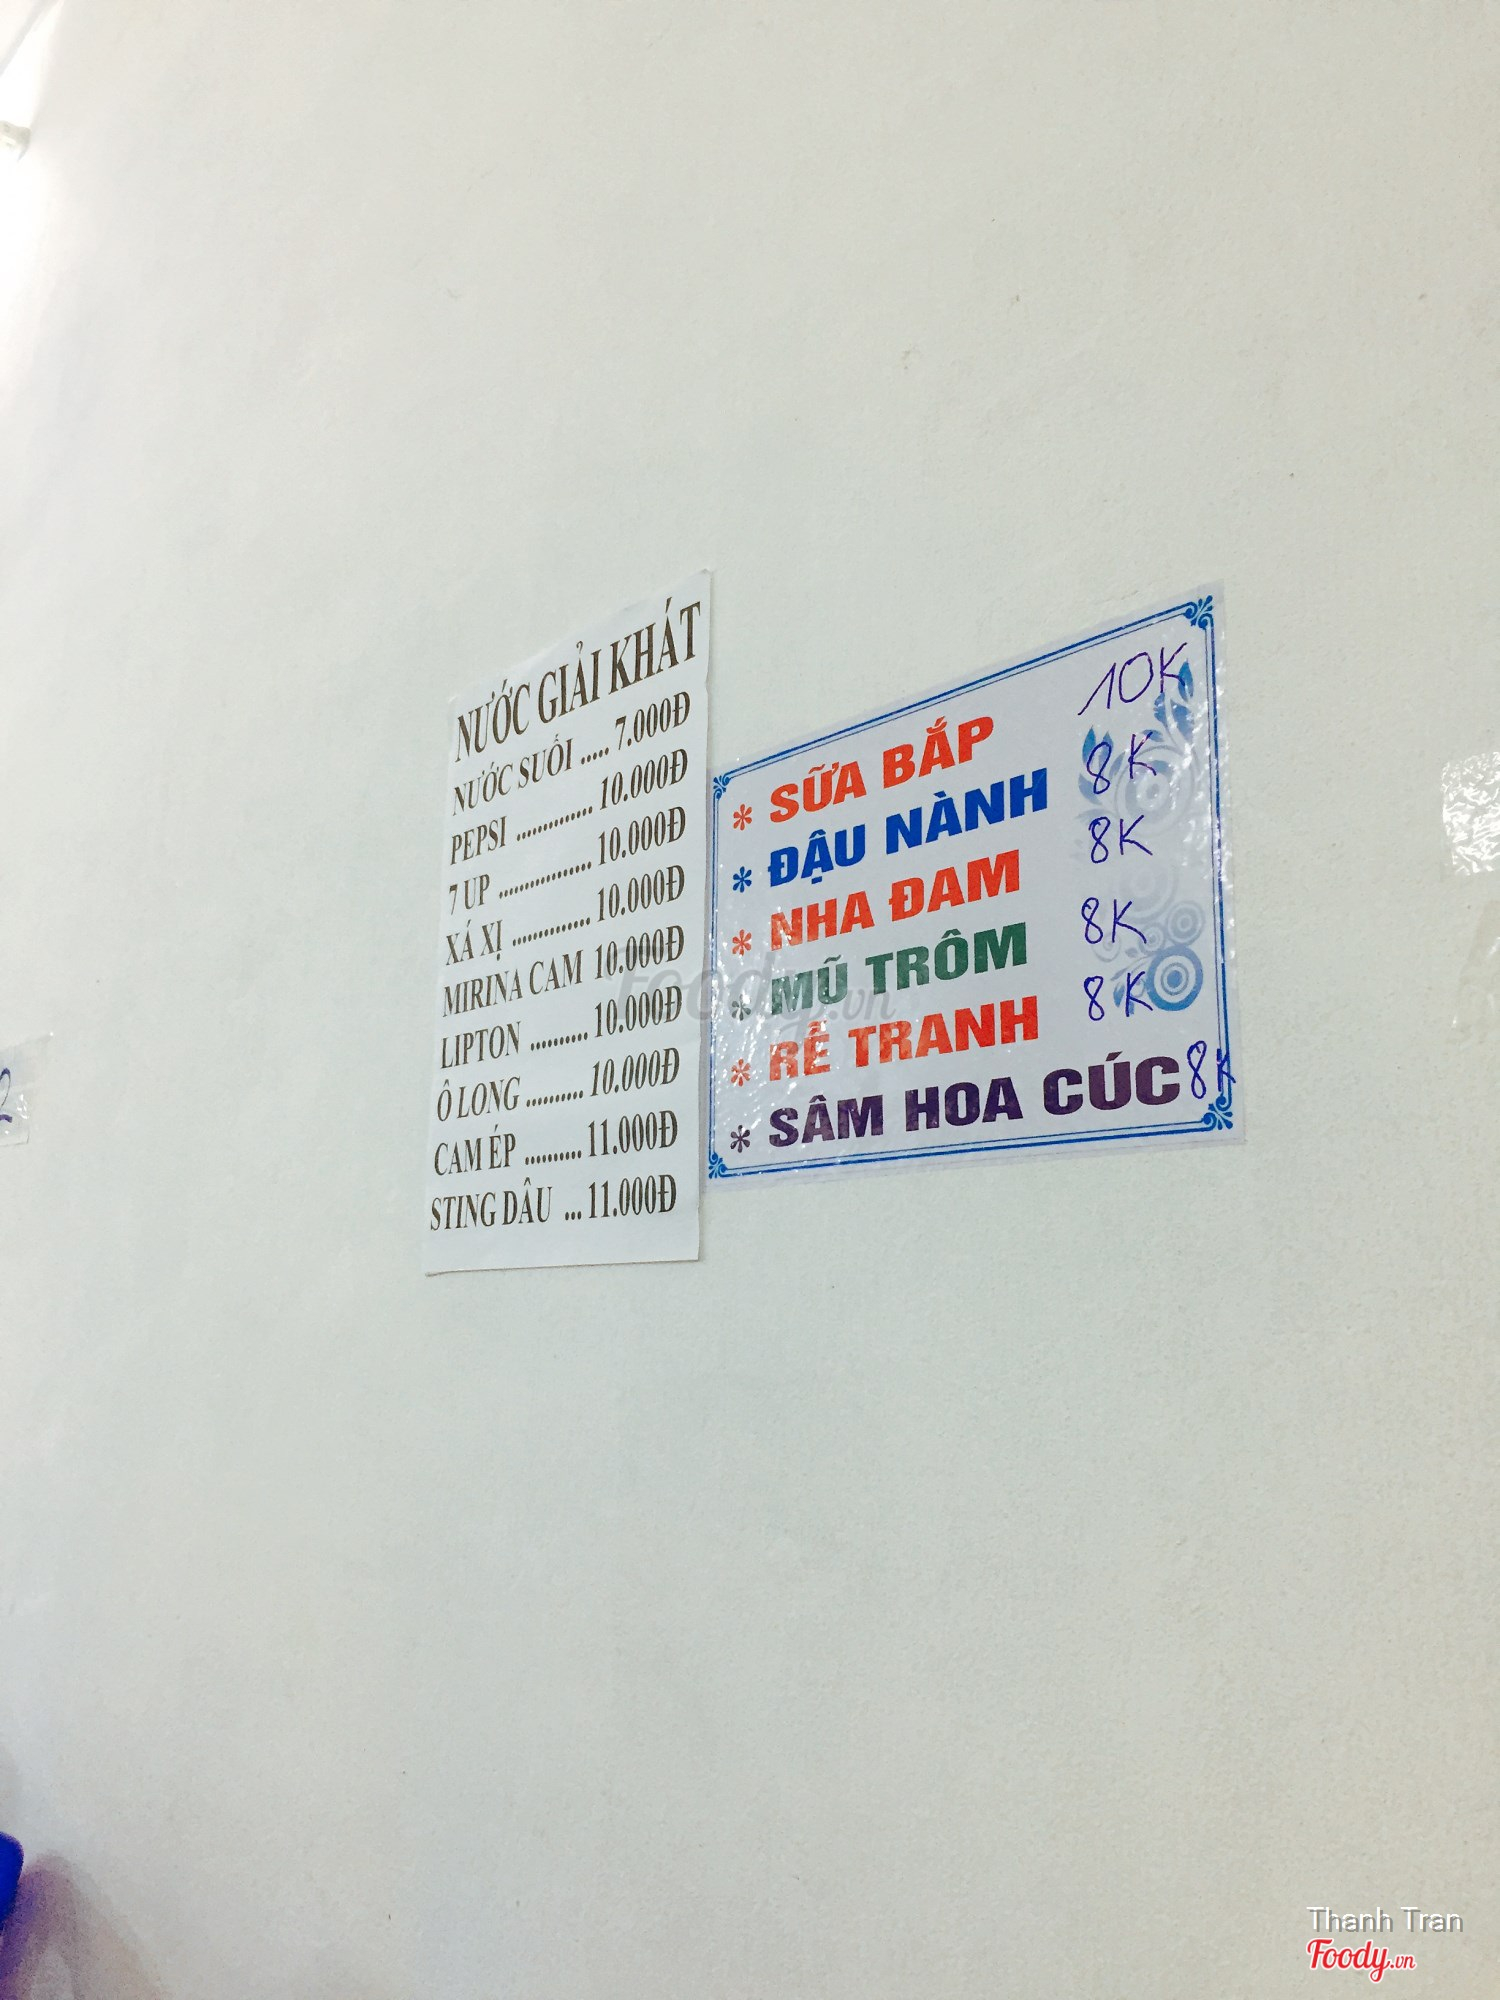 NƯỚC GIẢI KHÁT
NƯỚC SUỐI ..... 7.000Đ
PEPSI .............. 10.000Đ
7 UP ................. 10.000Đ
XÁ XỊ .............. 10.000Đ
MIRINA CAM 10.000Đ
LIPTON .......... 10.000Đ
Ô LONG .......... 10.000Đ
CAM ÉP .......... 11.000Đ
STING DÂU ... 11.000Đ
* SỮA BẮP 10K
* ĐẬU NÀNH 8K
* NHA ĐAM 8K
* MŨ TRÔM 8K
* RỄ TRANH 8K
* SÂM HOA CÚC 8K
2
Foody.vn
Thanh Tran
Foody.vn